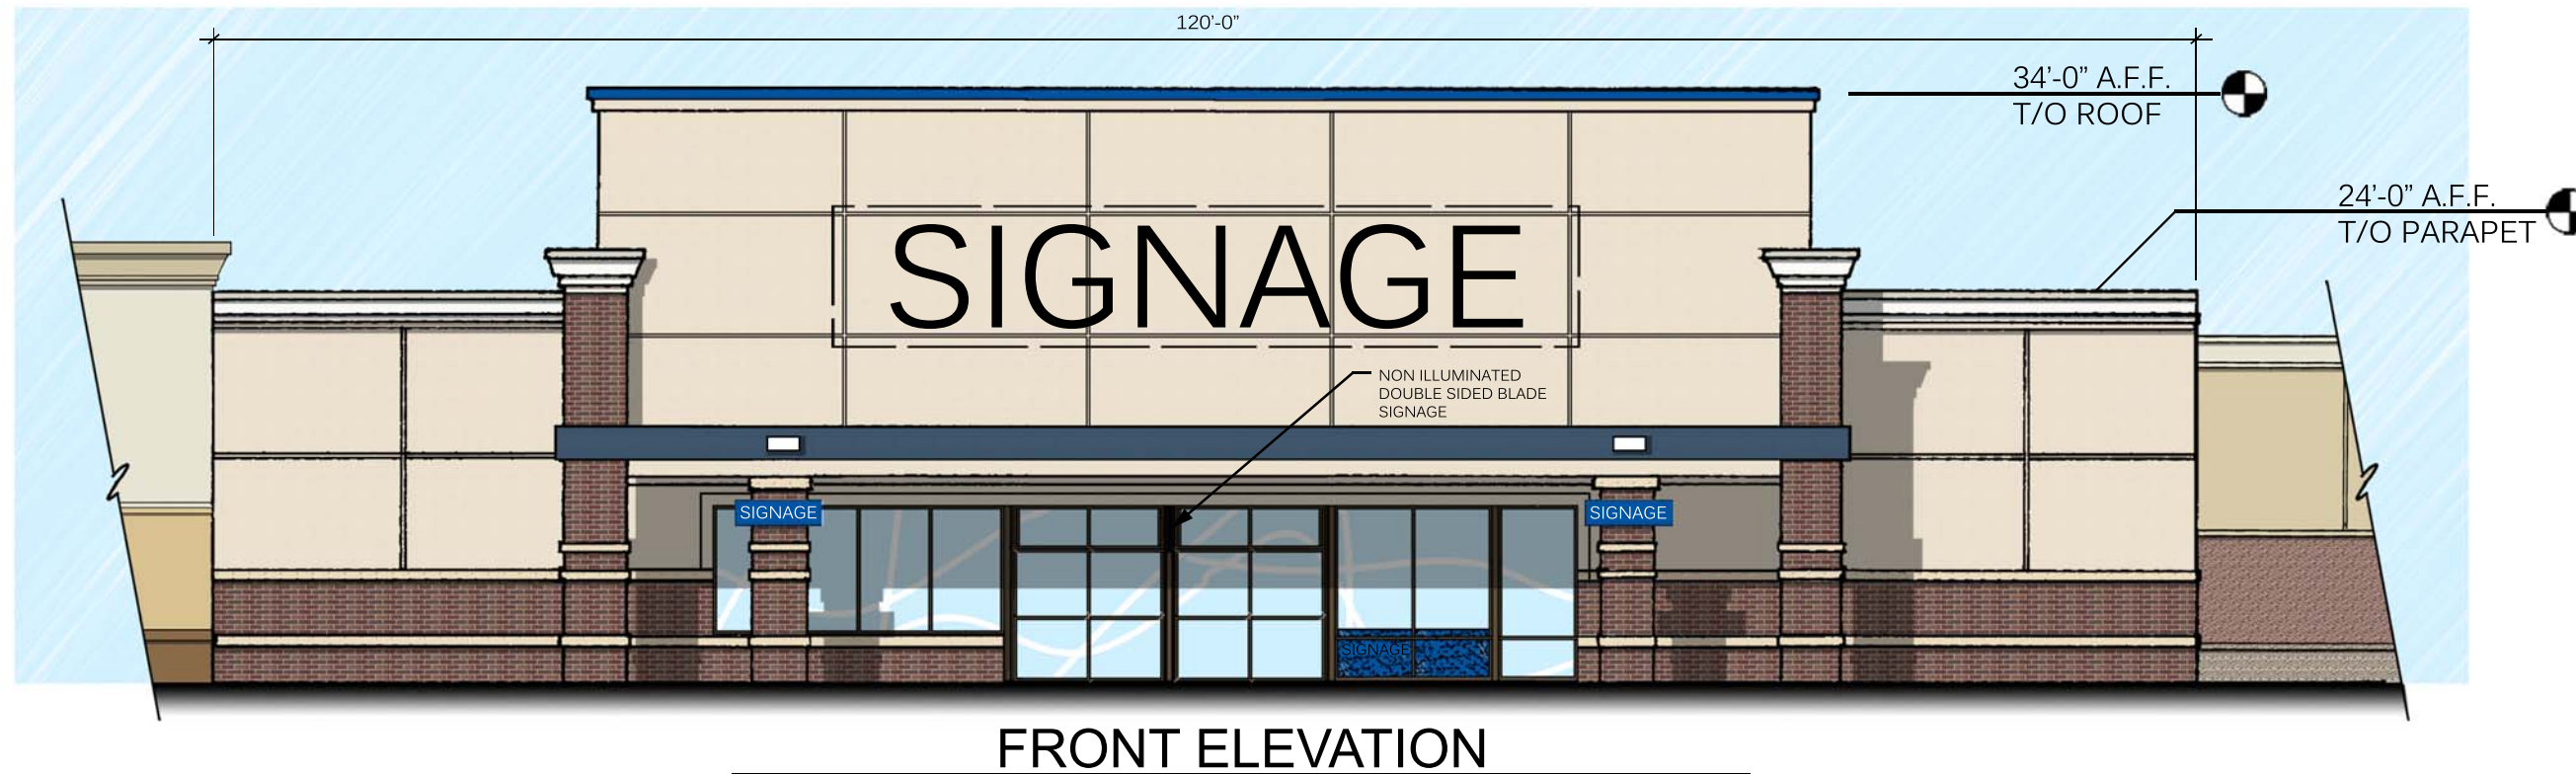 120'-0”
34'-0” A.F.F.
T/O ROOF
24'-0” A.F.F.
T/O PARAPET
SIGNAGE
NON ILLUMINATED
DOUBLE SIDED BLADE
SIGNAGE
SIGNAGE
SIGNAGE
SIGNAGE
FRONT ELEVATION